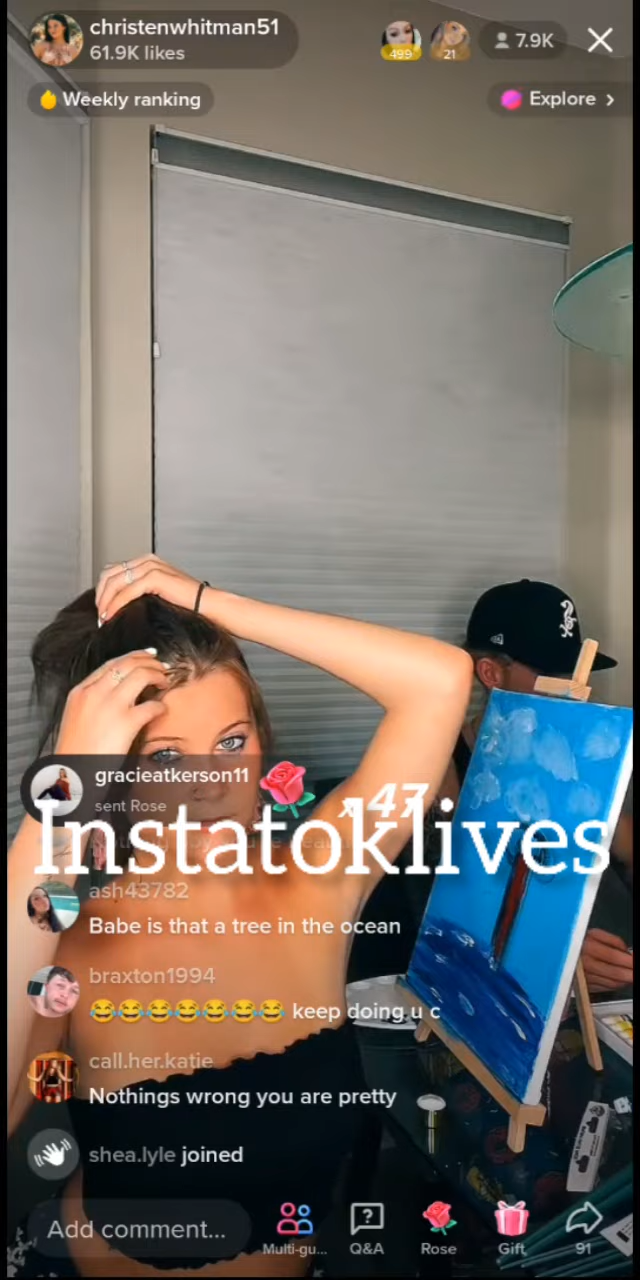 christenwhitman51
61.9K likes
499
21
7.9K
Weekly ranking
Explore
gracieatkerson11
sent Rose
x47
Instatoklives
ash43782
Babe is that a tree in the ocean
braxton1994
😂😂😂😂😂😂😂 keep doing u c
call.her.katie
Nothings wrong you are pretty
shea.lyle joined
Add comment...
Multi-gu...
Q&A
Rose
Gift
91